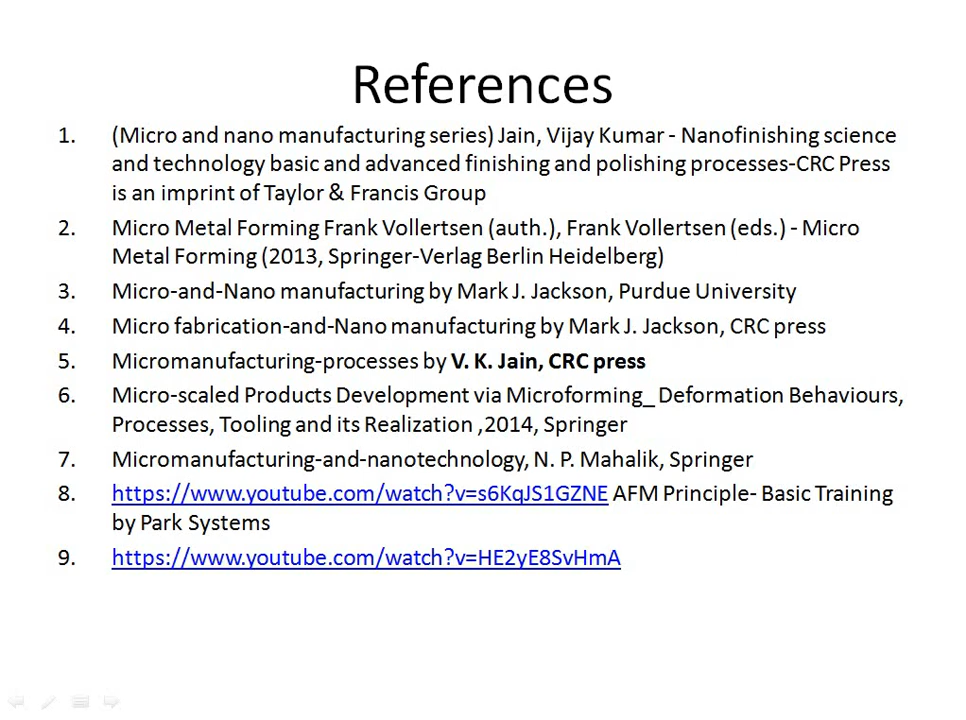 References
1. (Micro and nano manufacturing series) Jain, Vijay Kumar - Nanofinishing science
and technology basic and advanced finishing and polishing processes-CRC Press
is an imprint of Taylor & Francis Group
2. Micro Metal Forming Frank Vollertsen (auth.), Frank Vollertsen (eds.) - Micro
Metal Forming (2013, Springer-Verlag Berlin Heidelberg)
3. Micro-and-Nano manufacturing by Mark J. Jackson, Purdue University
4. Micro fabrication-and-Nano manufacturing by Mark J. Jackson, CRC press
5. Micromanufacturing-processes by V. K. Jain, CRC press
6. Micro-scaled Products Development via Microforming_ Deformation Behaviours,
Processes, Tooling and its Realization ,2014, Springer
7. Micromanufacturing-and-nanotechnology, N. P. Mahalik, Springer
8. https://www.youtube.com/watch?v=s6KqJS1GZNE AFM Principle- Basic Training
by Park Systems
9. https://www.youtube.com/watch?v=HE2yE8SvHmA